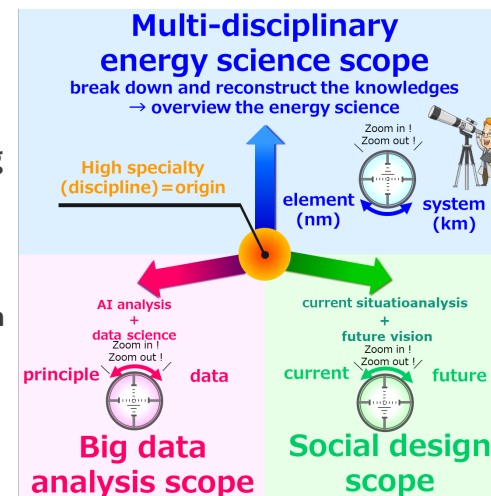 Multi-disciplinary
energy science scope
break down and reconstruct the knowledges
→ overview the energy science
g
High specialty
(discipline)=origin
Zoom in !
Zoom out !
element
(nm)
system
(km)
n
AI analysis
+
data science
Zoom in !
Zoom out !
principle
data
Big data
analysis scope
current situatioanalysis
+
future vision
Zoom in !
Zoom out !
current
future
Social design
scope